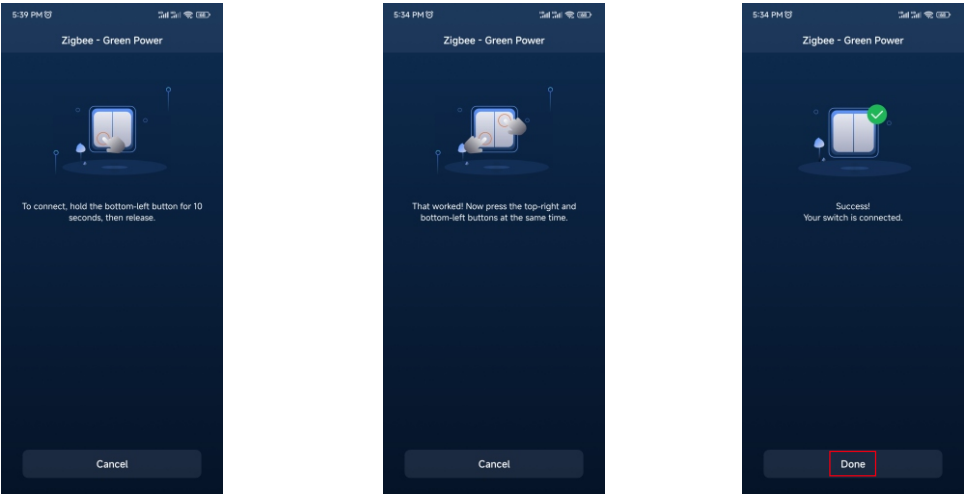 5:39 PM
Zigbee - Green Power
To connect, hold the bottom-left button for 10
seconds, then release.
Cancel
5:34 PM
Zigbee - Green Power
That worked! Now press the top-right and
bottom-left buttons at the same time.
Cancel
5:34 PM
Zigbee - Green Power
Success!
Your switch is connected.
Done